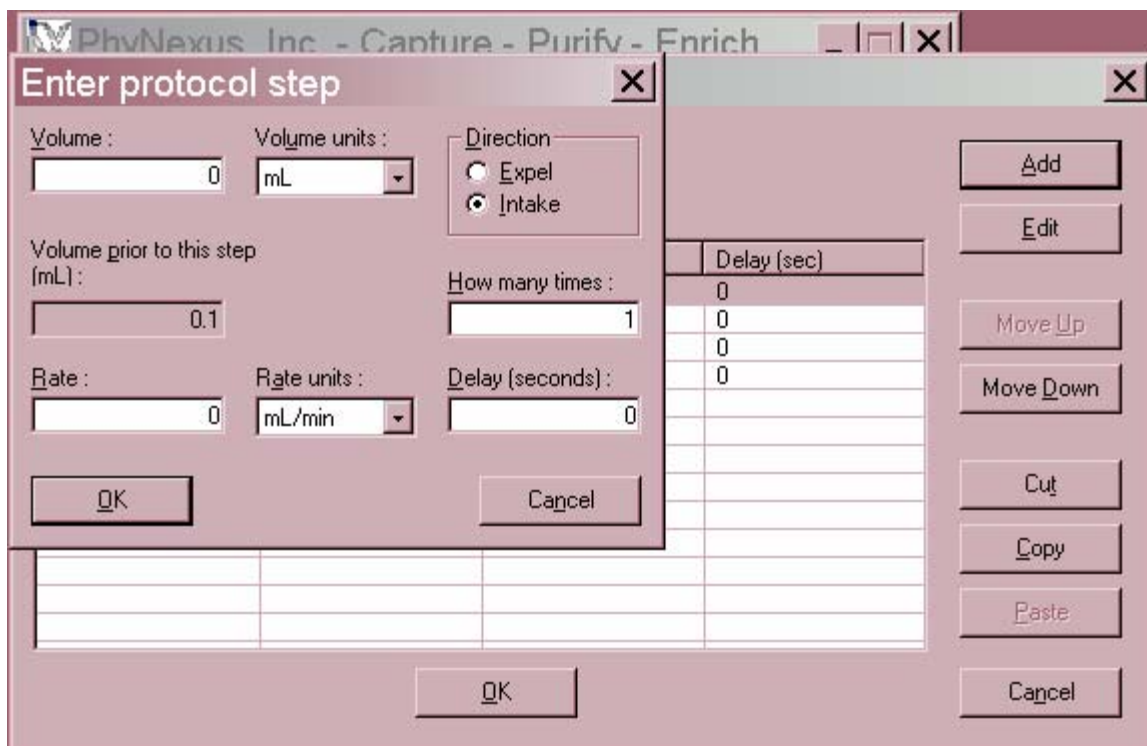 PhyNexus, Inc. - Capture - Purify - Enrich
Enter protocol step
Volume :
Volume units :
Direction
0
mL
Expel
Intake
Volume prior to this step
(mL) :
0.1
How many times :
1
Rate :
Rate units :
Delay (seconds) :
0
mL/min
0
OK
Cancel
Delay (sec)
0
0
0
0
Add
Edit
Move Up
Move Down
Cut
Copy
Paste
OK
Cancel